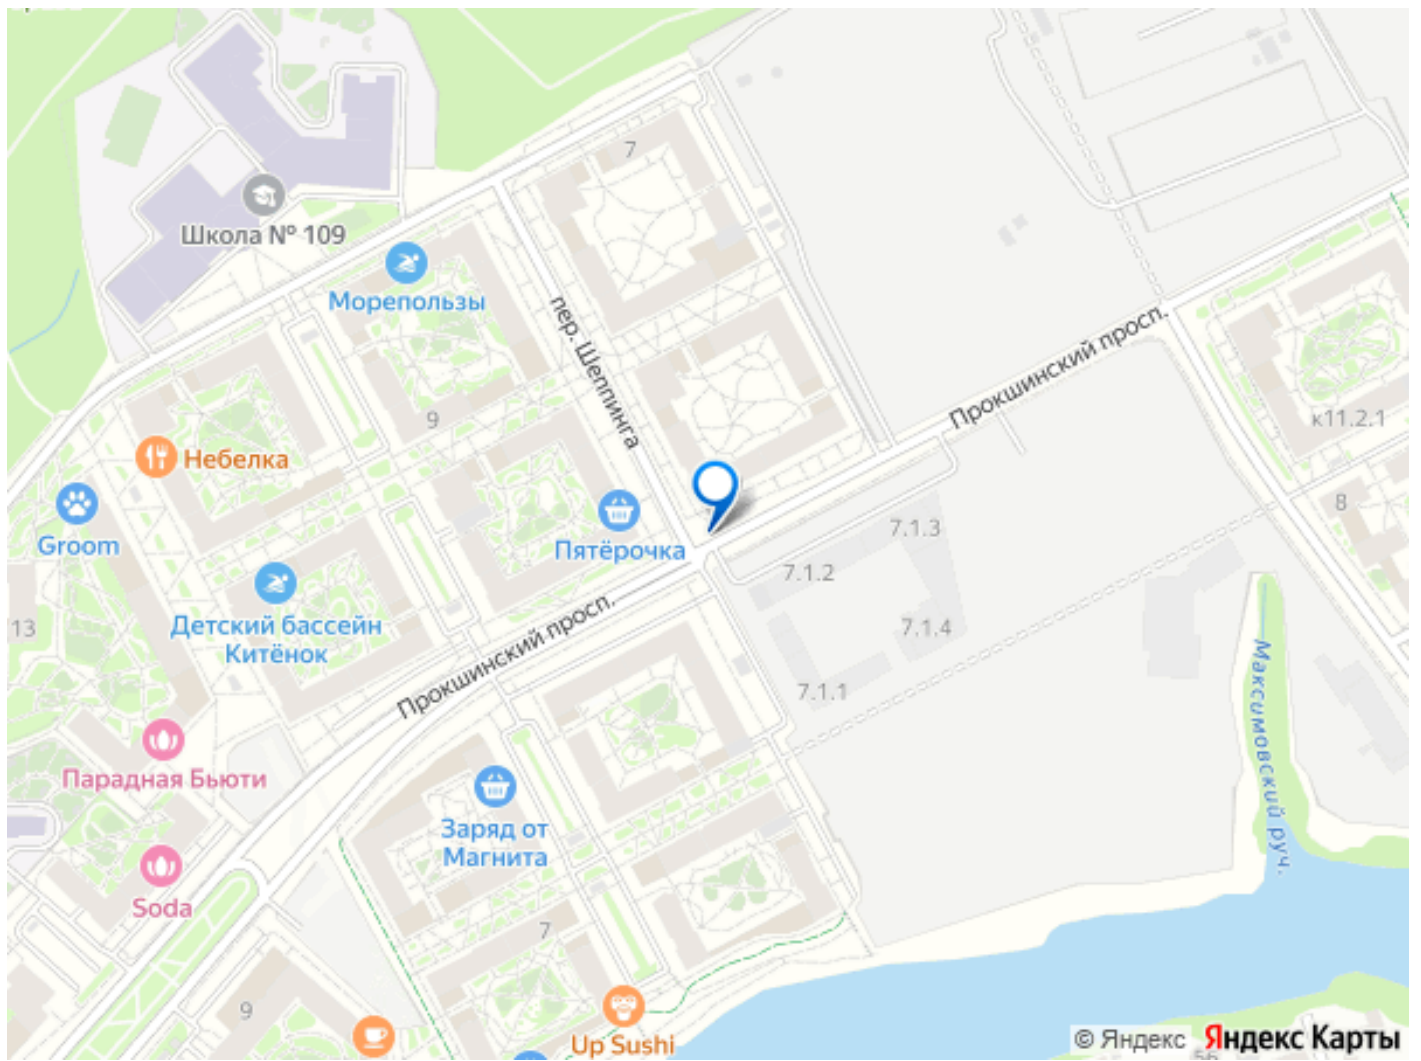 7
Школа № 109
Морепользы
пер. Шеппинга
Прокшинский просп.
9
к11.2.1
Небелка
8
Groom
Пятёрочка
7.1.3
7.1.2
13
Детский бассейн
Китёнок
7.1.4
Прокшинский просп.
7.1.1
Максимовский руч.
Парадная Бьюти
Заряд от
Магнита
Soda
7
9
Up Sushi
© Яндекс Яндекс Карты
56